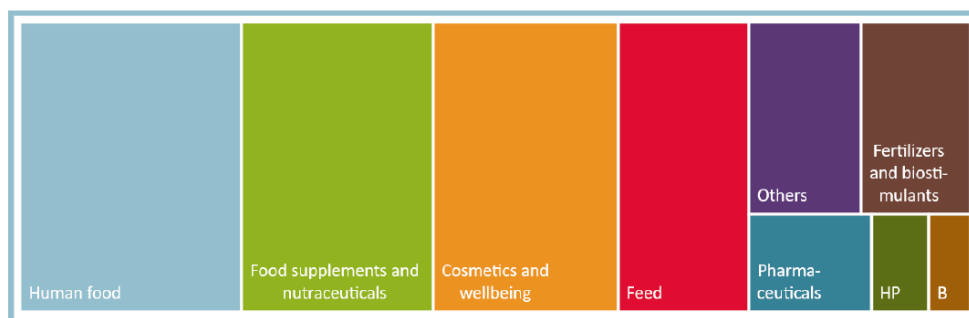 Human food
Food supplements and
nutraceuticals
Cosmetics and
wellbeing
Feed
Others
Fertilizers
and biosti-
mulants
Pharma-
ceuticals
HP
B